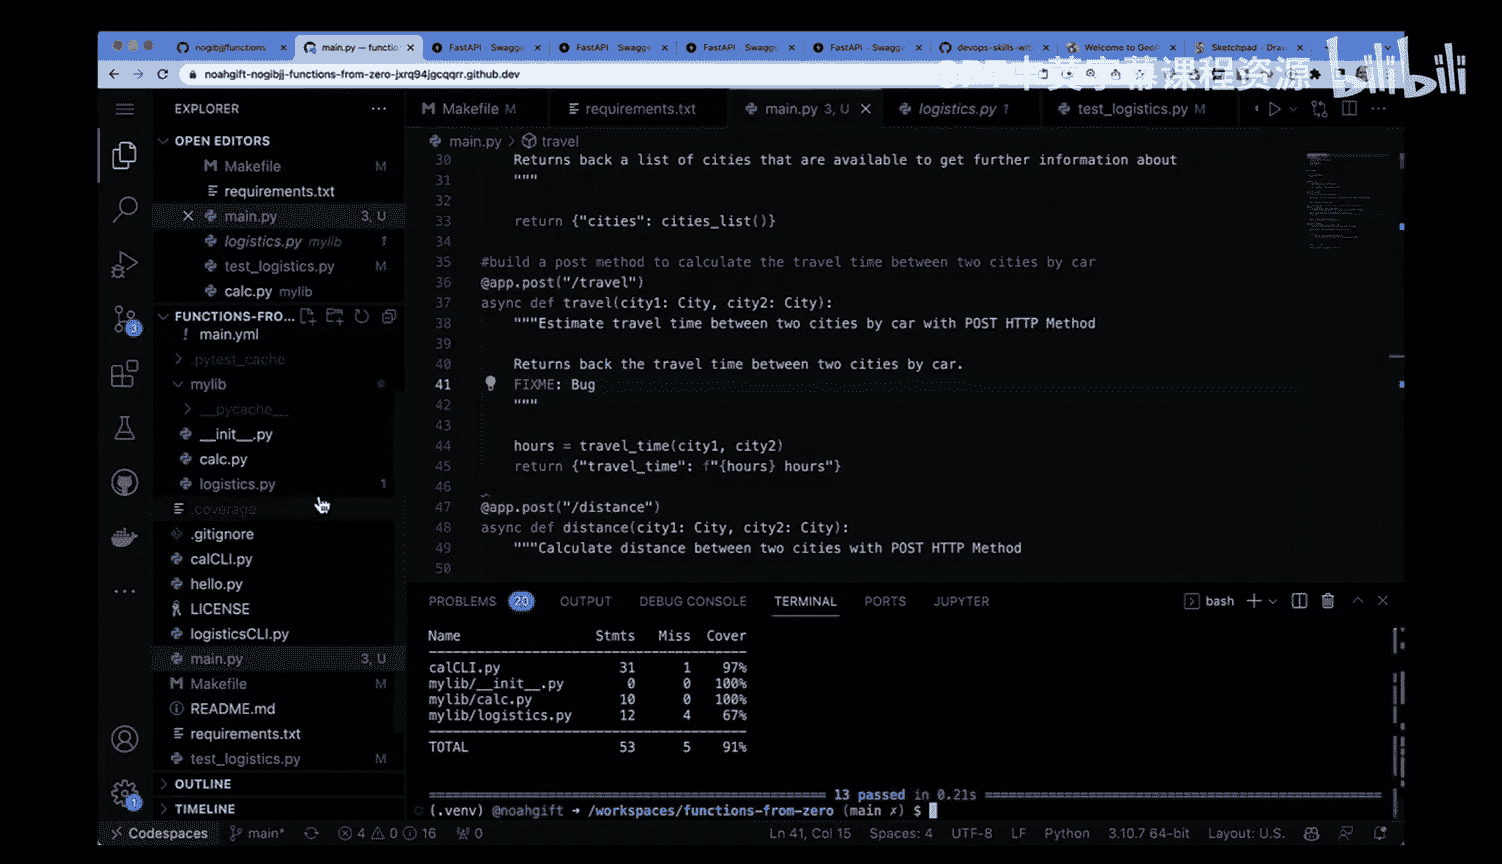 nogibjj/functions
main.py — functio
FastAPI - Swagg
FastAPI - Swagge
FastAPI - Swagge
FastAPI - Swagge
devops-skills-wit
Welcome to Geo
Sketchpad - Dra
noahgift-nogibjj-functions-from-zero-jxrq94jgcqqrr.github.dev
中英字幕课程资源
bilibili
EXPLORER
OPEN EDITORS
Makefile M
requirements.txt
main.py 3, U
logistics.py mylib 1
test_logistics.py M
calc.py mylib
FUNCTIONS-FRO...
main.yml
.pytest_cache
mylib
__pycache__
__init__.py
calc.py
logistics.py 1
.coverage
.gitignore
calCLI.py
hello.py
LICENSE
logisticsCLI.py
main.py 3, U
Makefile M
README.md
requirements.txt
test_logistics.py M
OUTLINE
TIMELINE
Makefile M
requirements.txt
main.py 3, U
logistics.py 1
test_logistics.py M
main.py > travel
30 Returns back a list of cities that are available to get further information about
31 """
32
33 return {"cities": cities_list()}
34
35 #build a post method to calculate the travel time between two cities by car
36 @app.post("/travel")
37 async def travel(city1: City, city2: City):
38 """Estimate travel time between two cities by car with POST HTTP Method
39
40 Returns back the travel time between two cities by car.
41 FIXME: Bug
42 """
43
44 hours = travel_time(city1, city2)
45 return {"travel_time": f"{hours} hours"}
46
47 @app.post("/distance")
48 async def distance(city1: City, city2: City):
49 """Calculate distance between two cities with POST HTTP Method
50
PROBLEMS 20 OUTPUT DEBUG CONSOLE TERMINAL PORTS JUPYTER
bash
Name Stmts Miss Cover
calCLI.py 31 1 97%
mylib/__init__.py 0 0 100%
mylib/calc.py 10 0 100%
mylib/logistics.py 12 4 67%
TOTAL 53 5 91%
13 passed in 0.21s
(.venv) @noahgift → /workspaces/functions-from-zero (main ✗) $
3
1
Codespaces main* 4 0 16 0 Ln 41, Col 15 Spaces: 4 UTF-8 LF Python 3.10.7 64-bit Layout: U.S.